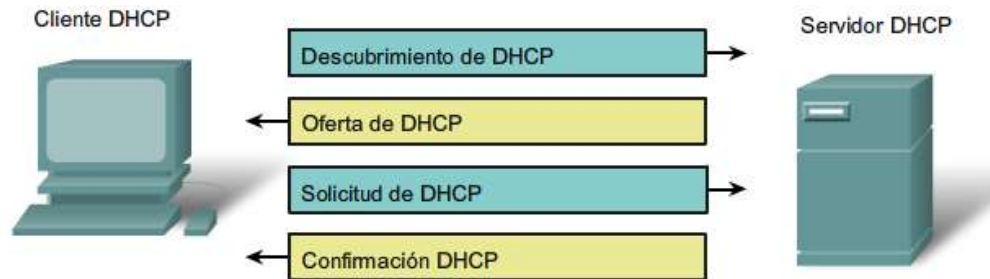 Cliente DHCP
Servidor DHCP
Descubrimiento de DHCP
Oferta de DHCP
Solicitud de DHCP
Confirmación DHCP